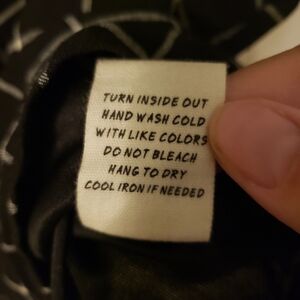 TURN INSIDE OUT
HAND WASH COLD
WITH LIKE COLORS
DO NOT BLEACH
HANG TO DRY
COOL IRON IF NEEDED